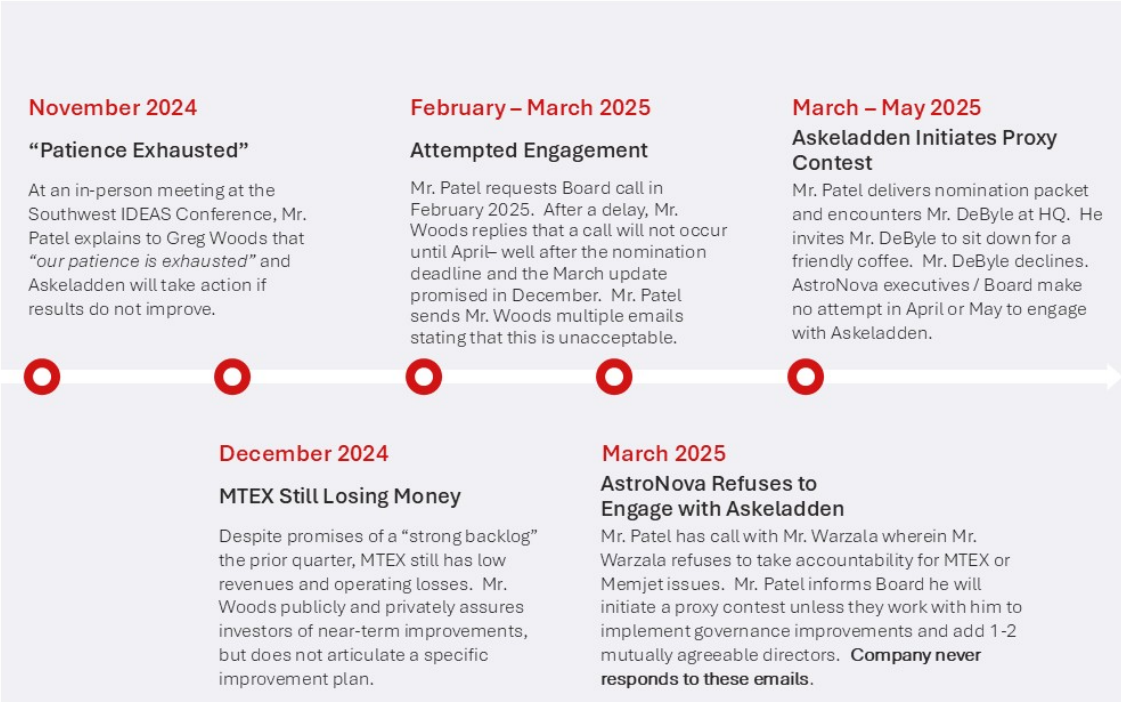 November 2024
“Patience Exhausted”
At an in-person meeting at the
Southwest IDEAS Conference, Mr.
Patel explains to Greg Woods that
“our patience is exhausted” and
Askeladden will take action if
results do not improve.
February – March 2025
Attempted Engagement
Mr. Patel requests Board call in
February 2025.  After a delay, Mr.
Woods replies that a call will not occur
until April– well after the nomination
deadline and the March update
promised in December.  Mr. Patel
sends Mr. Woods multiple emails
stating that this is unacceptable.
March – May 2025
Askeladden Initiates Proxy
Contest
Mr. Patel delivers nomination packet
and encounters Mr. DeByle at HQ.  He
invites Mr. DeByle to sit down for a
friendly coffee.  Mr. DeByle declines.
AstroNova executives / Board make
no attempt in April or May to engage
with Askeladden.
December 2024
MTEX Still Losing Money
Despite promises of a “strong backlog”
the prior quarter, MTEX still has low
revenues and operating losses.  Mr.
Woods publicly and privately assures
investors of near-term improvements,
but does not articulate a specific
improvement plan.
March 2025
AstroNova Refuses to
Engage with Askeladden
Mr. Patel has call with Mr. Warzala wherein Mr.
Warzala refuses to take accountability for MTEX or
Memjet issues.  Mr. Patel informs Board he will
initiate a proxy contest unless they work with him to
implement governance improvements and add 1-2
mutually agreeable directors.  Company never
responds to these emails.